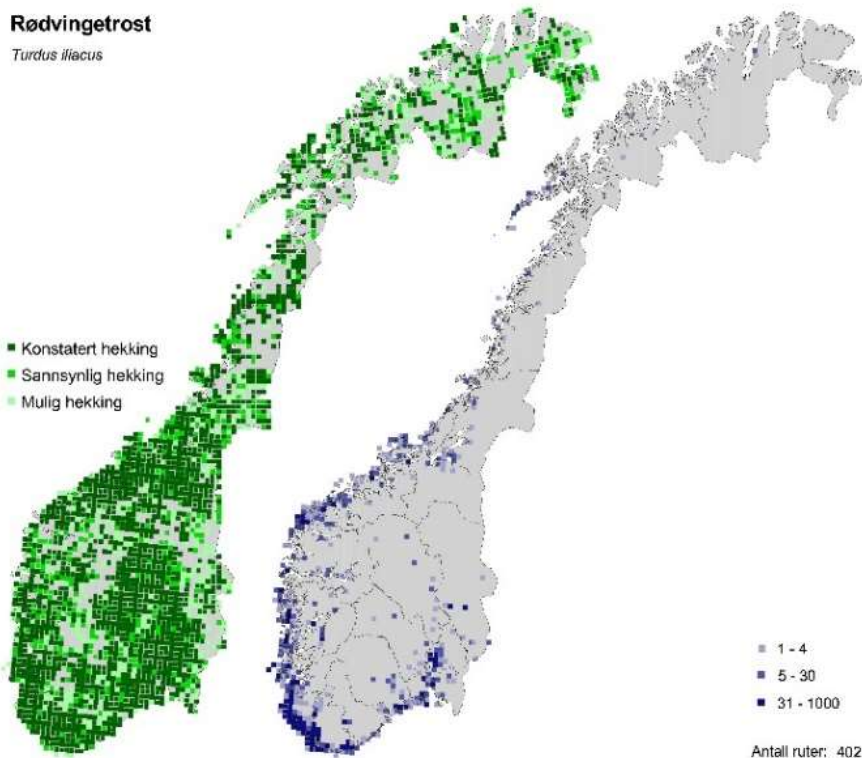 Rødvingetrost
Turdus iliacus
Konstatert hekking
Sannsynlig hekking
Mulig hekking
1 - 4
5 - 30
31 - 1000
Antall ruter: 402